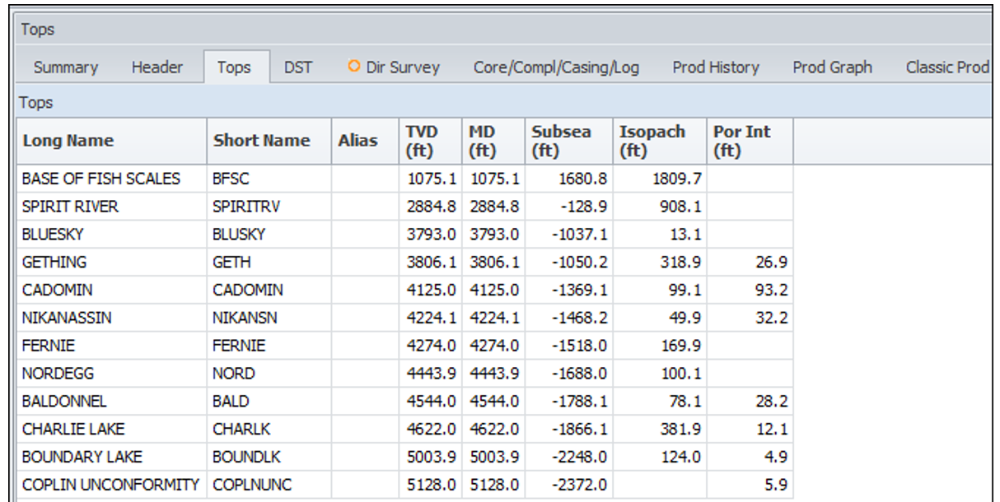 Tops
Summary Header Tops DST Dir Survey Core/Compl/Casing/Log Prod History Prod Graph Classic Prod
Tops
Long Name Short Name Alias TVD (ft) MD (ft) Subsea (ft) Isopach (ft) Por Int (ft)
BASE OF FISH SCALES BFSC 1075.1 1075.1 1680.8 1809.7
SPIRIT RIVER SPIRITRV 2884.8 2884.8 -128.9 908.1
BLUESKY BLUSKY 3793.0 3793.0 -1037.1 13.1
GETHING GETH 3806.1 3806.1 -1050.2 318.9 26.9
CADOMIN CADOMIN 4125.0 4125.0 -1369.1 99.1 93.2
NIKANASSIN NIKANSN 4224.1 4224.1 -1468.2 49.9 32.2
FERNIE FERNIE 4274.0 4274.0 -1518.0 169.9
NORDEGG NORD 4443.9 4443.9 -1688.0 100.1
BALDONNEL BALD 4544.0 4544.0 -1788.1 78.1 28.2
CHARLIE LAKE CHARLK 4622.0 4622.0 -1866.1 381.9 12.1
BOUNDARY LAKE BOUNDLK 5003.9 5003.9 -2248.0 124.0 4.9
COPLIN UNCONFORMITY COPLNUNC 5128.0 5128.0 -2372.0 5.9